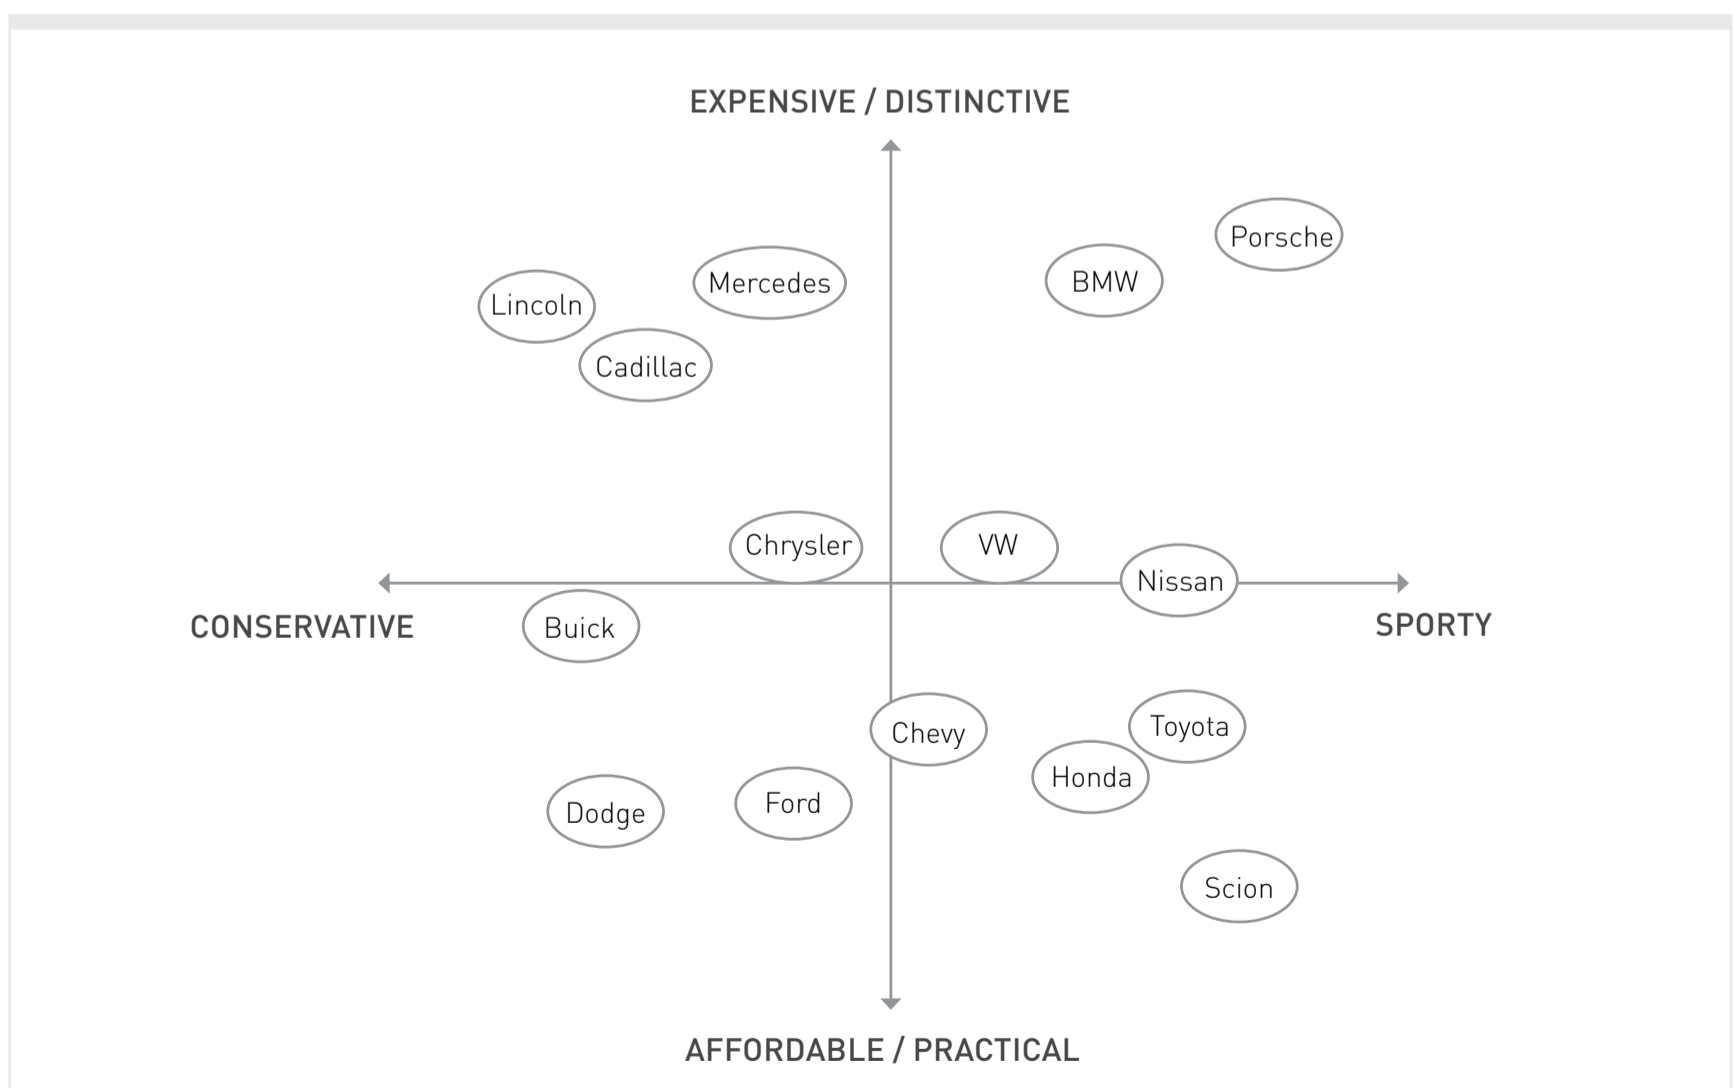 EXPENSIVE / DISTINCTIVE
Porsche
BMW
Mercedes
Lincoln
Cadillac
Chrysler
VW
Nissan
CONSERVATIVE
SPORTY
Buick
Chevy
Toyota
Honda
Ford
Dodge
Scion
AFFORDABLE / PRACTICAL